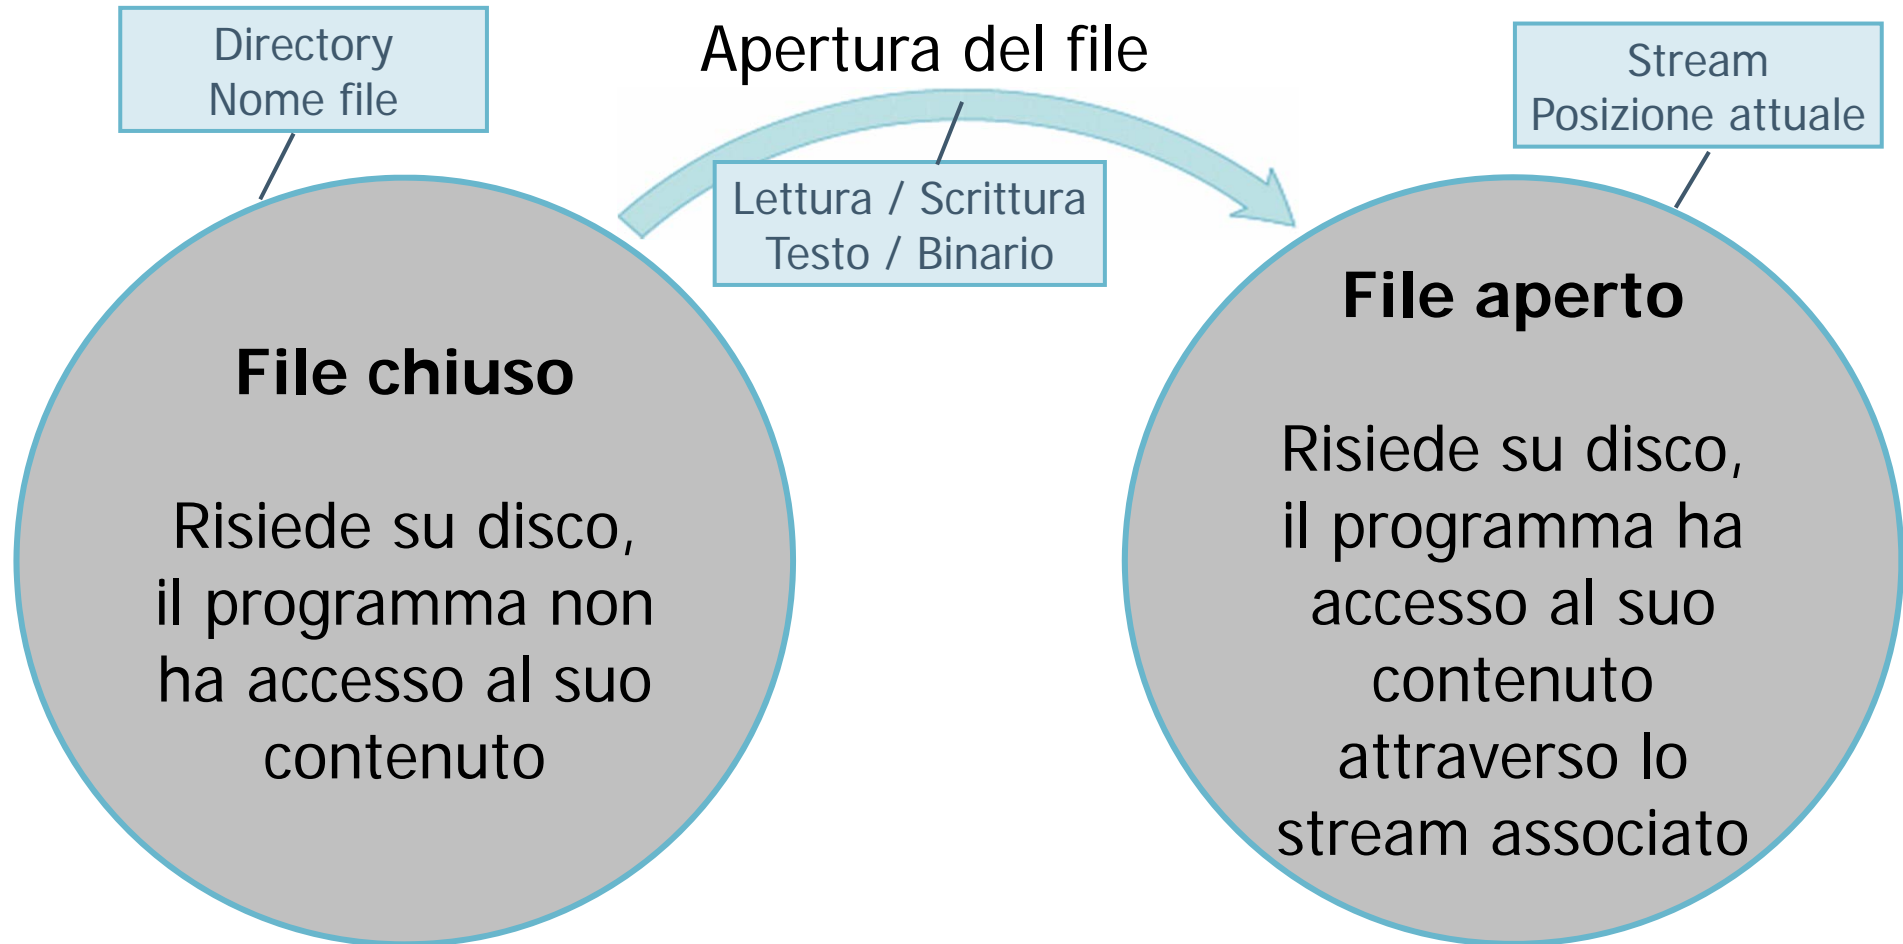 Directory
Nome file
Apertura del file
Stream
Posizione attuale
Lettura / Scrittura
Testo / Binario
File chiuso
Risiede su disco,
il programma non
ha accesso al suo
contenuto
File aperto
Risiede su disco,
il programma ha
accesso al suo
contenuto
attraverso lo
stream associato